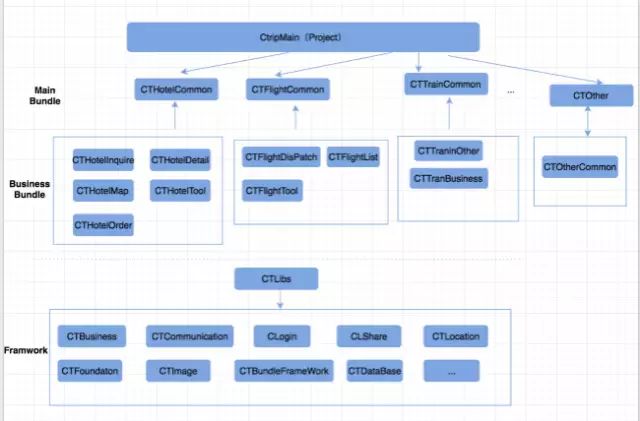 CtripMain（Project）
Main
Bundle
CTHotelCommon
CTFlightCommon
CTTrainCommon
...
CTOther
Business
Bundle
CTHotelInquire
CTHotelDetail
CTHotelMap
CTHotelTool
CTHotelOrder
CTFlightDisPatch
CTFlightList
CTFlightTool
CTTraninOther
CTTranBusiness
CTOtherCommon
CTLibs
Framwork
CTBusiness
CTCommunication
CLogin
CLShare
CTLocation
CTFoundaton
CTImage
CTBundleFrameWork
CTDataBase
...